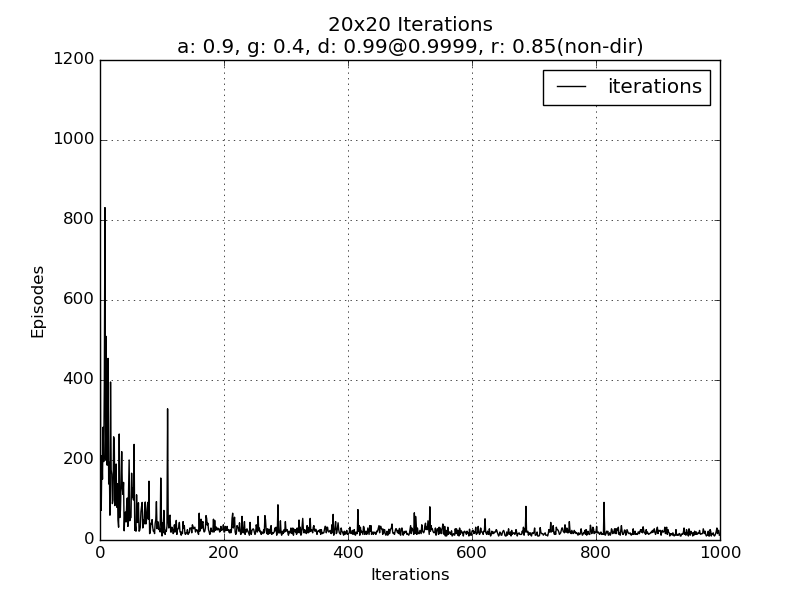 20x20 Iterations
a: 0.9, g: 0.4, d: 0.99@0.9999, r: 0.85(non-dir)
1200
iterations
1000
800
600
Episodes
400
200
0
0 200 400 600 800 1000
Iterations